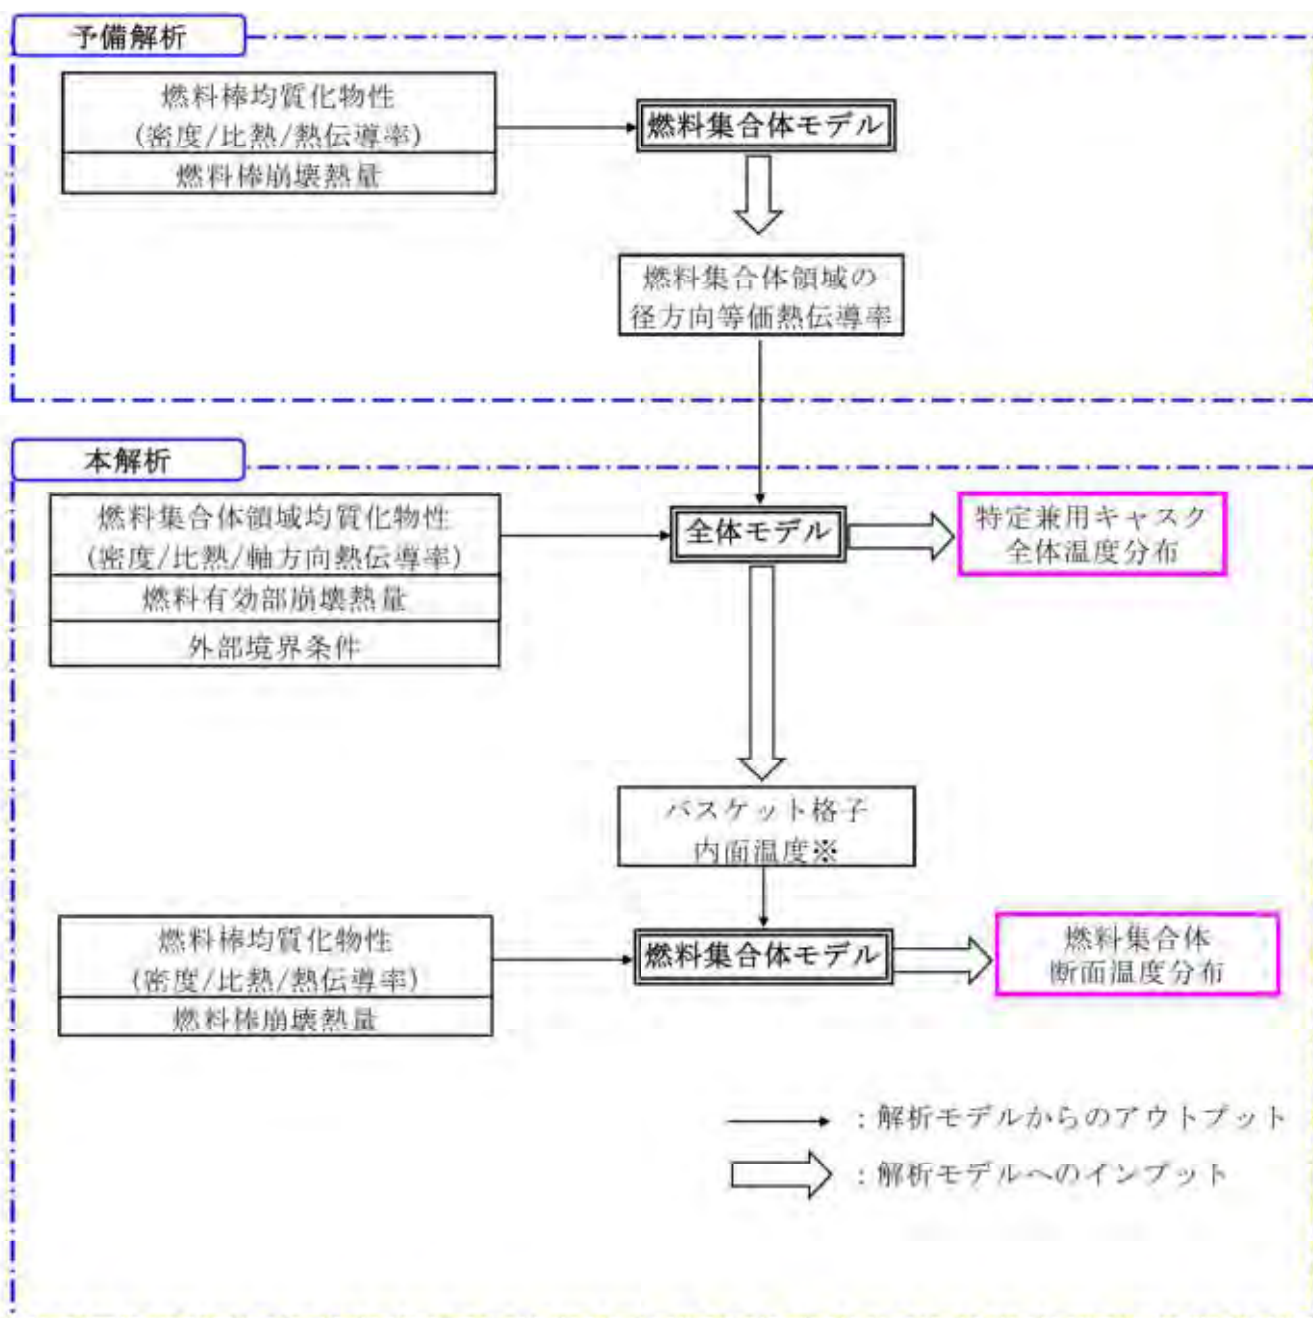 予備解析
燃料棒均質化物性
(密度/比熱/熱伝導率)
燃料棒崩壊熱量
燃料集合体モデル
燃料集合体領域の
径方向等価熱伝導率
本解析
燃料集合体領域均質化物性
(密度/比熱/軸方向熱伝導率)
燃料有効部崩壊熱量
外部境界条件
全体モデル
特定兼用キャスク
全体温度分布
バスケット格子
内面温度※
燃料棒均質化物性
(密度/比熱/熱伝導率)
燃料棒崩壊熱量
燃料集合体モデル
燃料集合体
断面温度分布
:解析モデルからのアウトプット
:解析モデルへのインプット